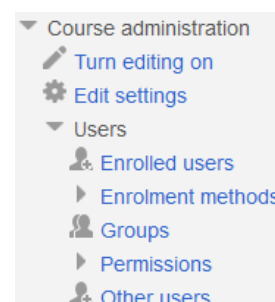 Course administration
Turn editing on
Edit settings
Users
Enrolled users
Enrolment methods
Groups
Permissions
Other users